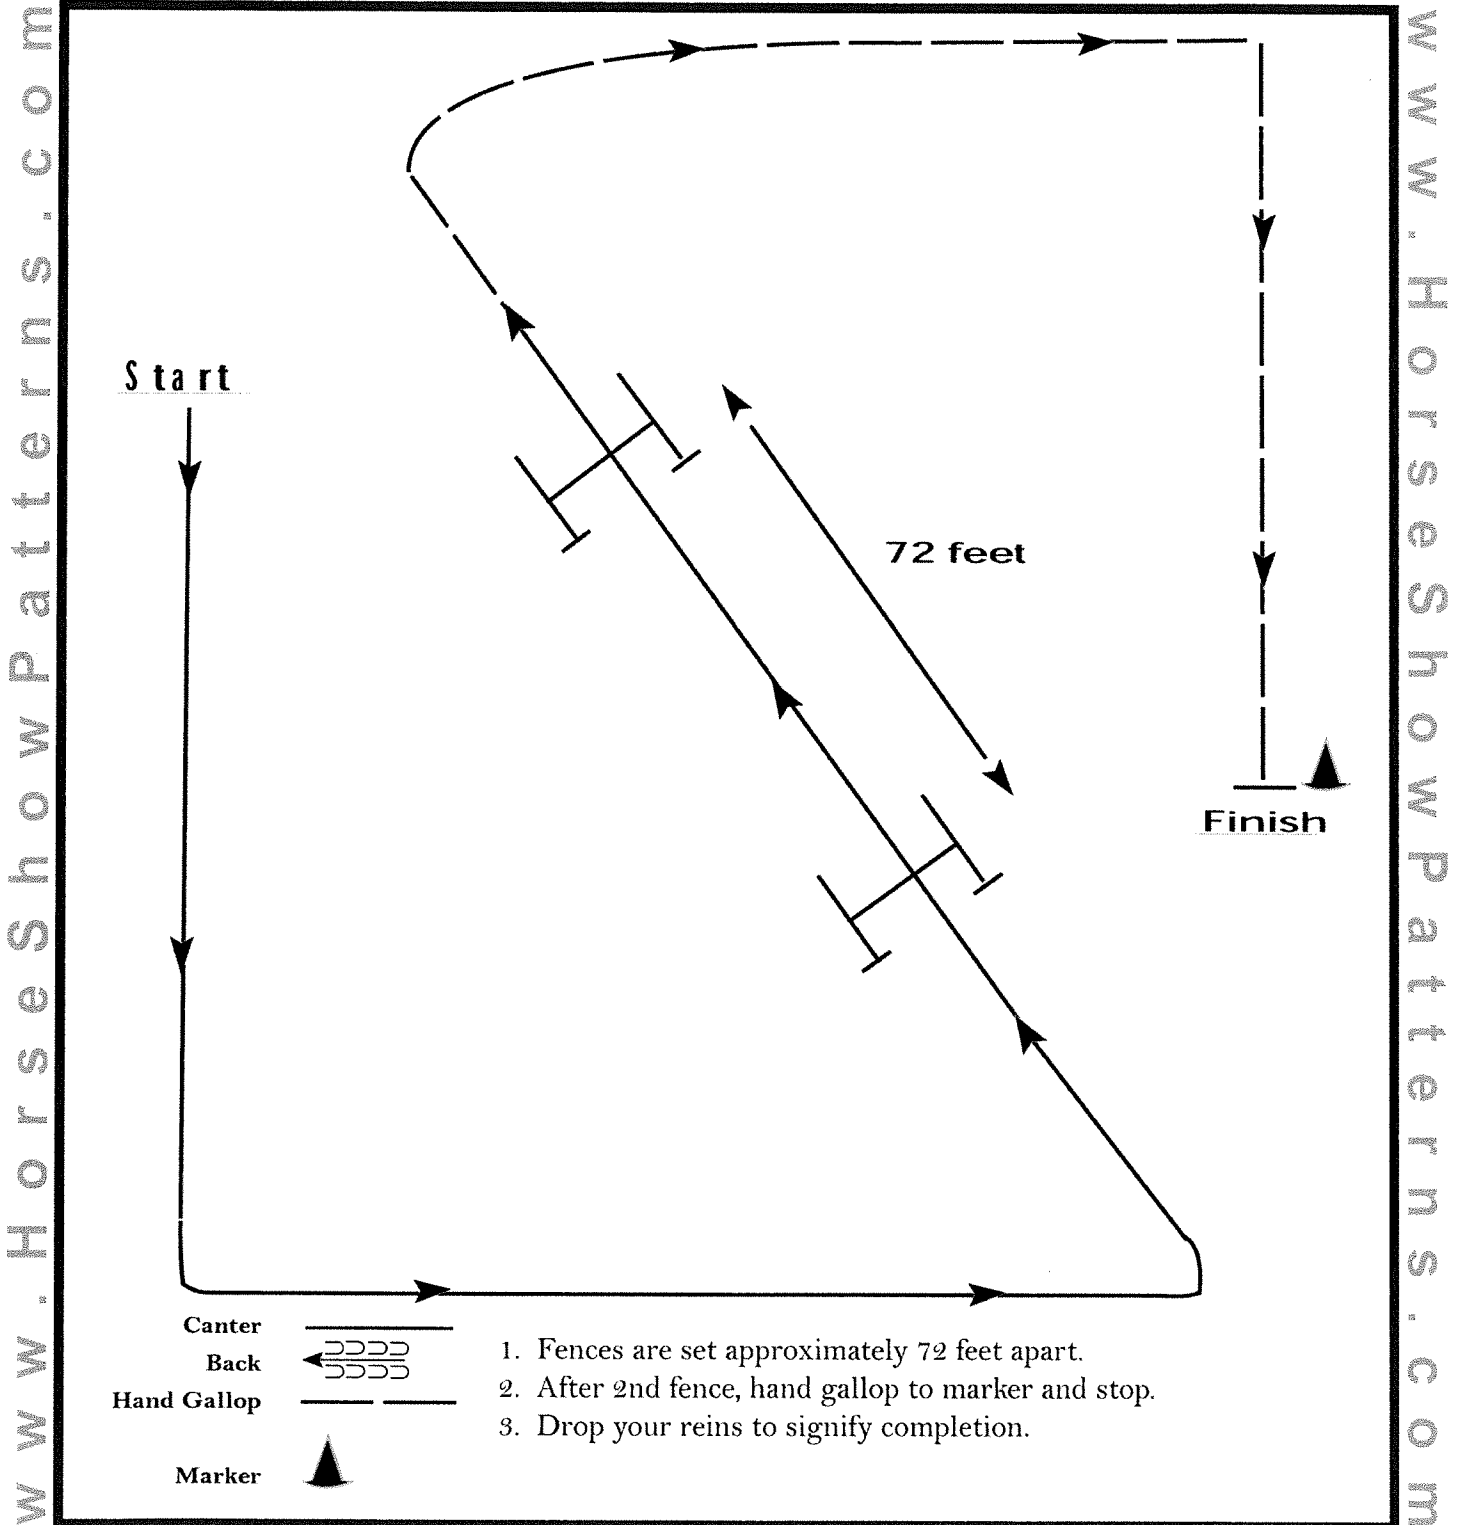 www.HorseShowPatterns.com
www.HorseShowPatterns.com
Start
72 feet
Finish
Canter
Back
Hand Gallop
Marker
1. Fences are set approximately 72 feet apart.
2. After 2nd fence, hand gallop to marker and stop.
3. Drop your reins to signify completion.